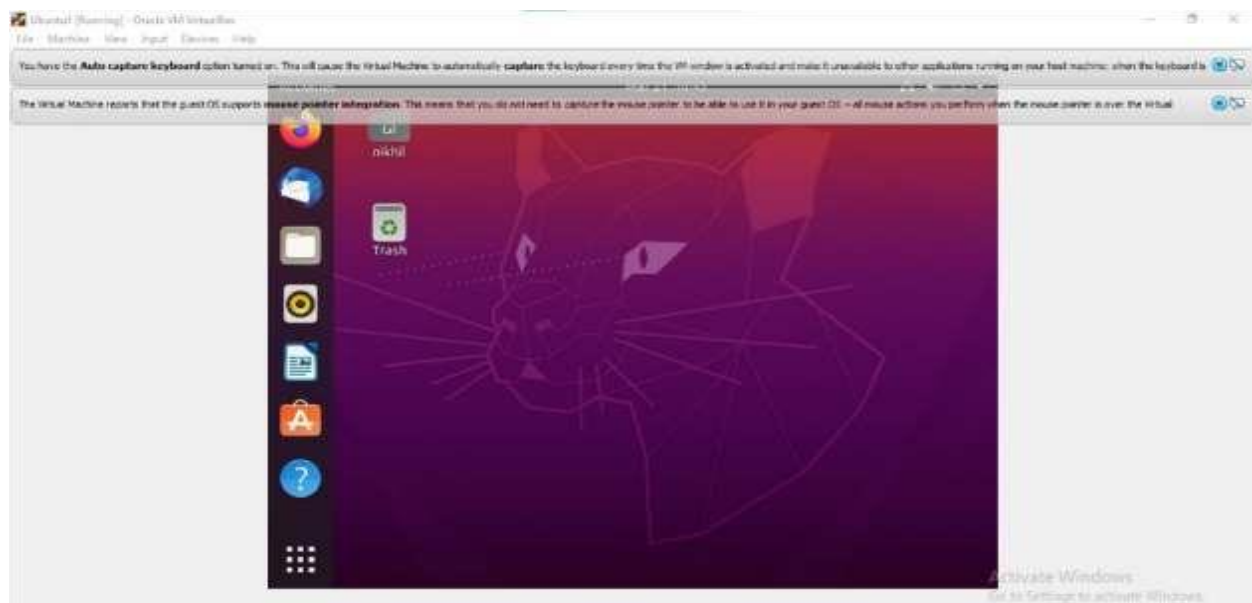 Ubuntu1 [Running] - Oracle VM VirtualBox
File Machine View Input Devices Help
You have the Auto capture keyboard option turned on. This will cause the Virtual Machine to automatically capture the keyboard every time the VM window is activated and make it unavailable to other applications running on your host machine: when the keyboard is
The Virtual Machine reports that the guest OS supports mouse pointer integration. This means that you do not need to capture the mouse pointer to be able to use it in your guest OS -- all mouse actions you perform when the mouse pointer is over the Virtual
nikhil
Trash
Activate Windows
Go to Settings to activate Windows.